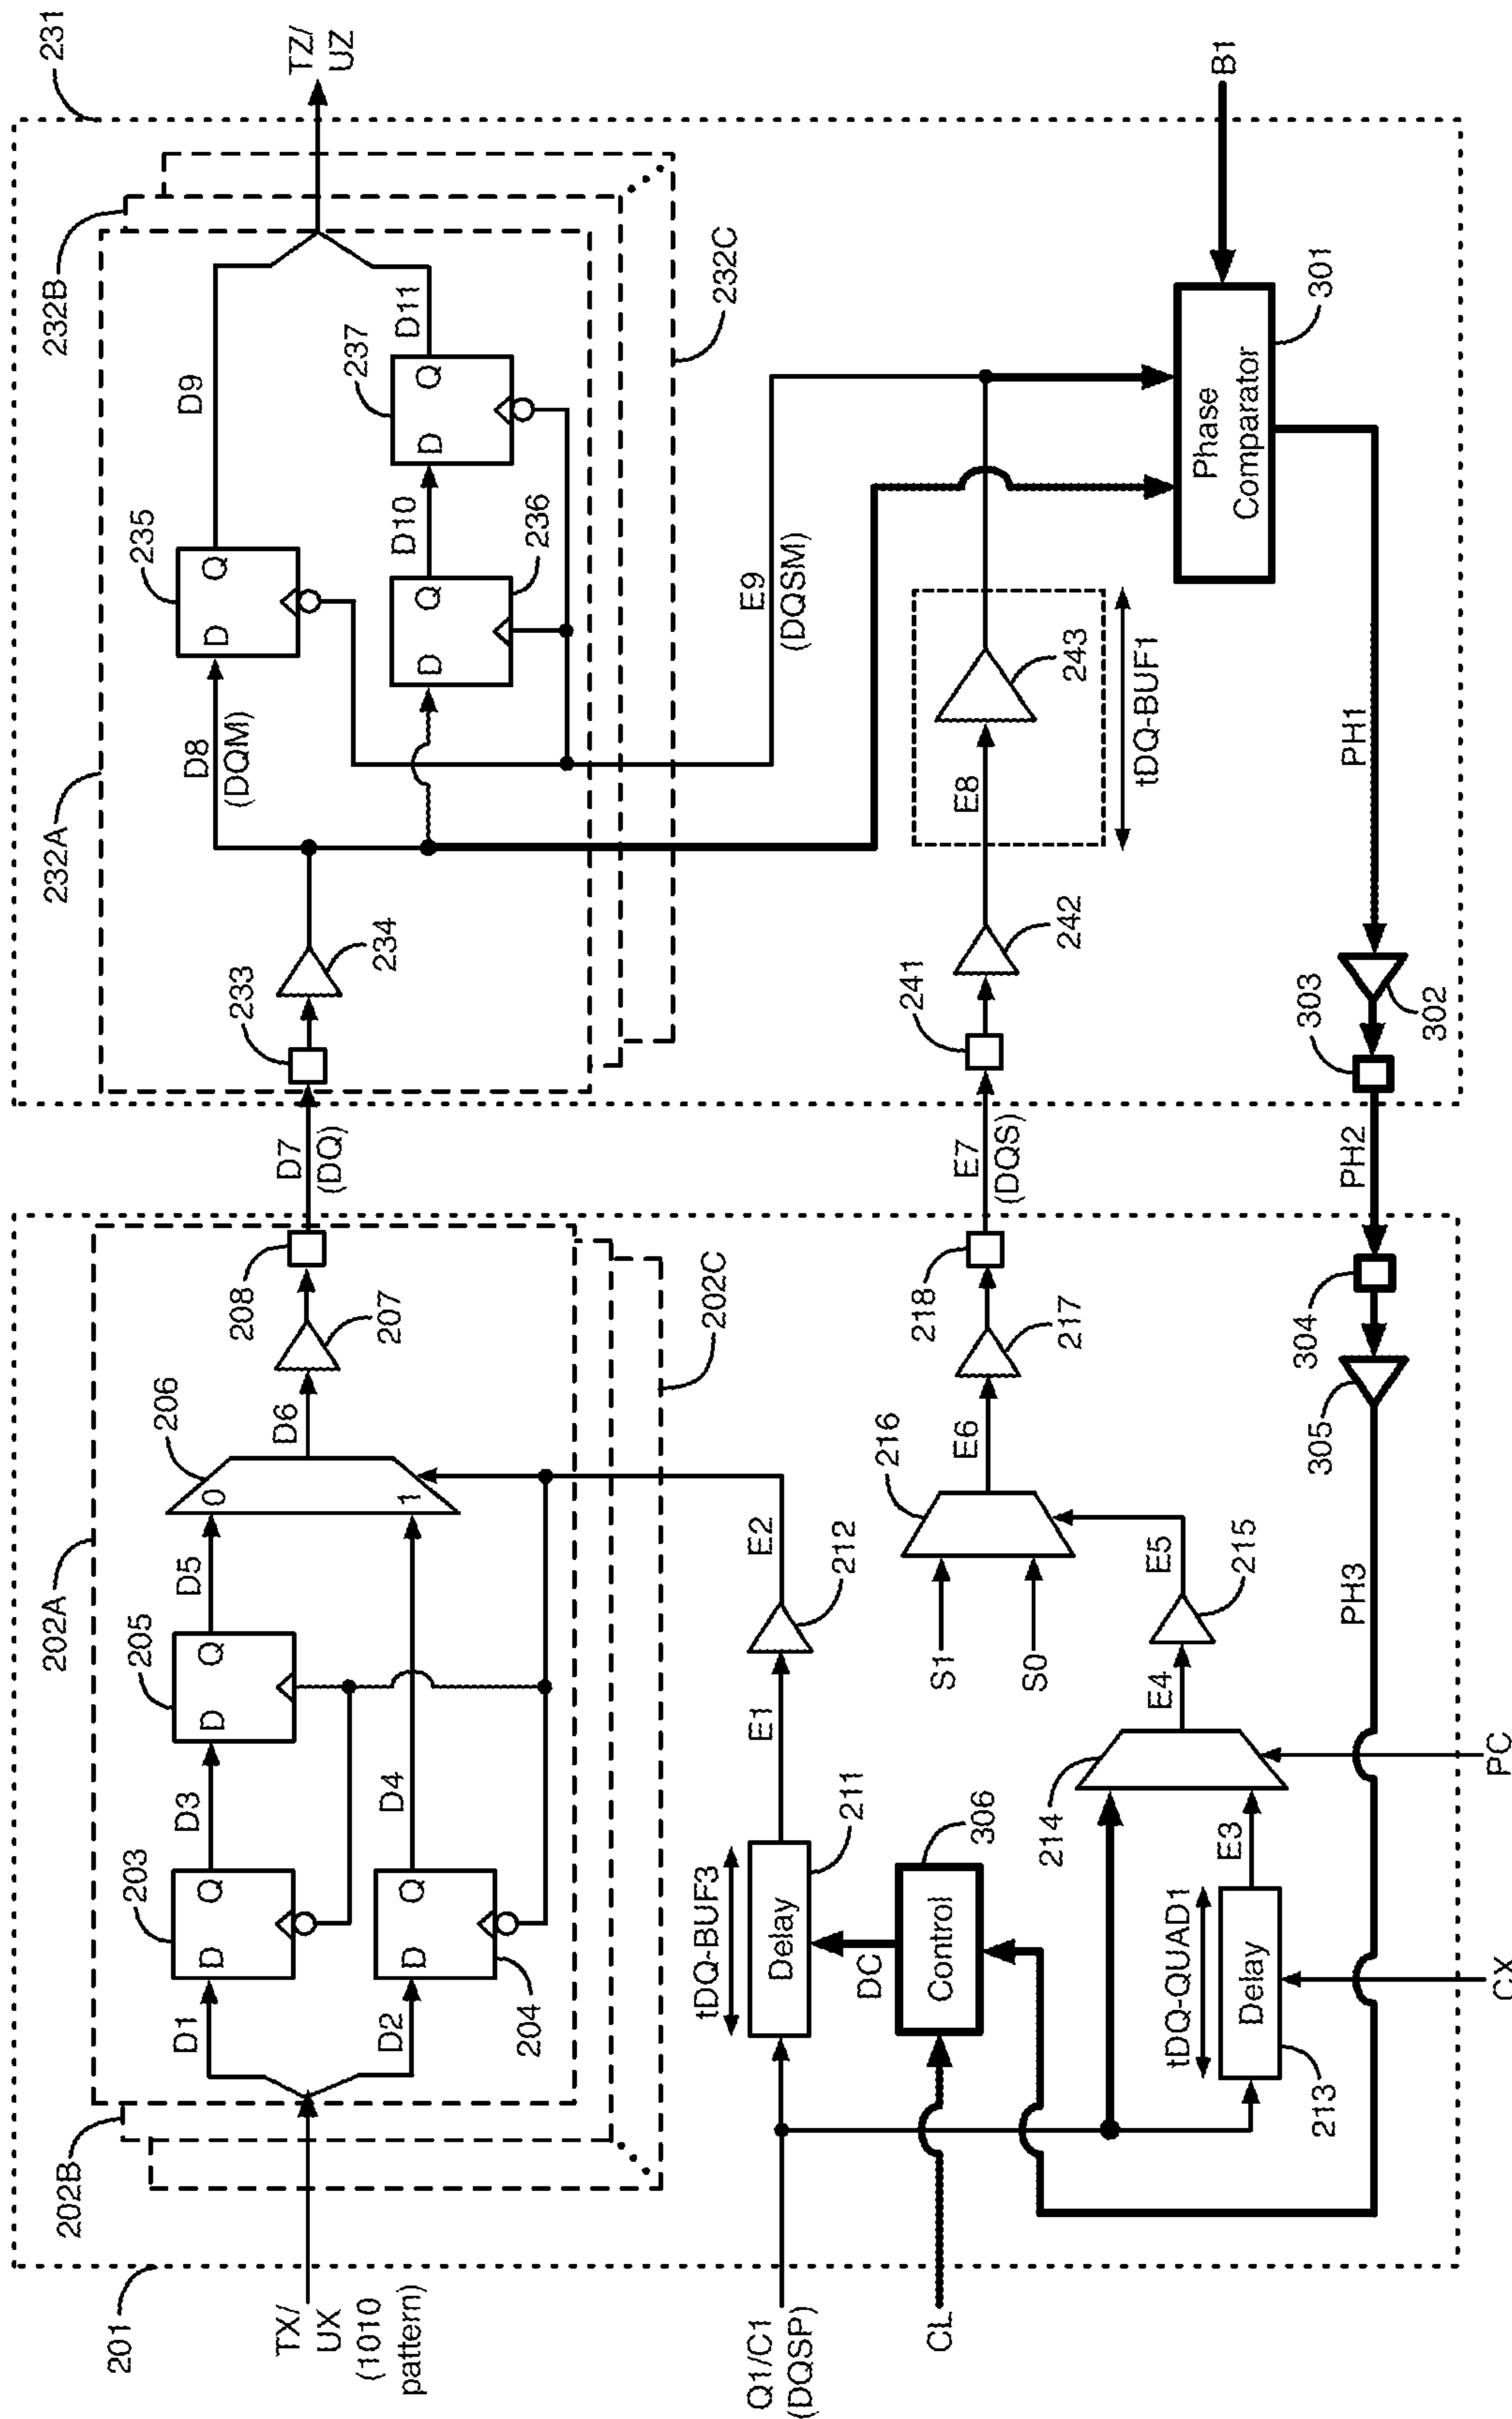 201
TX/
UX
(1010
pattern)
202B
202A
D1
D2
D
Q
203
D
Q
204
D3
D4
D
Q
205
D5
0
1
206
D6
207
208
202C
D7
(DQ)
Q1/C1
(DQSP)
tDQ-BUF3
Delay
211
E1
212
E2
CL
DC
Control
306
S1
S0
216
E6
217
218
E7
(DQS)
tDQ-QUAD1
Delay
213
E3
214
E4
215
E5
CX
PC
PH3
305
304
PH2
231
232A
232B
232C
233
234
D8
(DQM)
D
Q
235
D9
D
Q
236
D10
D
Q
237
D11
TZ/
UZ
241
242
E8
243
tDQ-BUF1
E9
(DQSM)
Phase
Comparator
301
B1
PH1
302
303